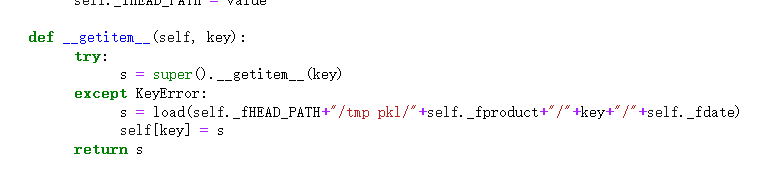 self._fHEAD_PATH = value
def __getitem__(self, key):
try:
s = super().__getitem__(key)
except KeyError:
s = load(self._fHEAD_PATH+"/tmp pkl/"+self._fproduct+"/"+key+"/"+self._fdate)
self[key] = s
return s